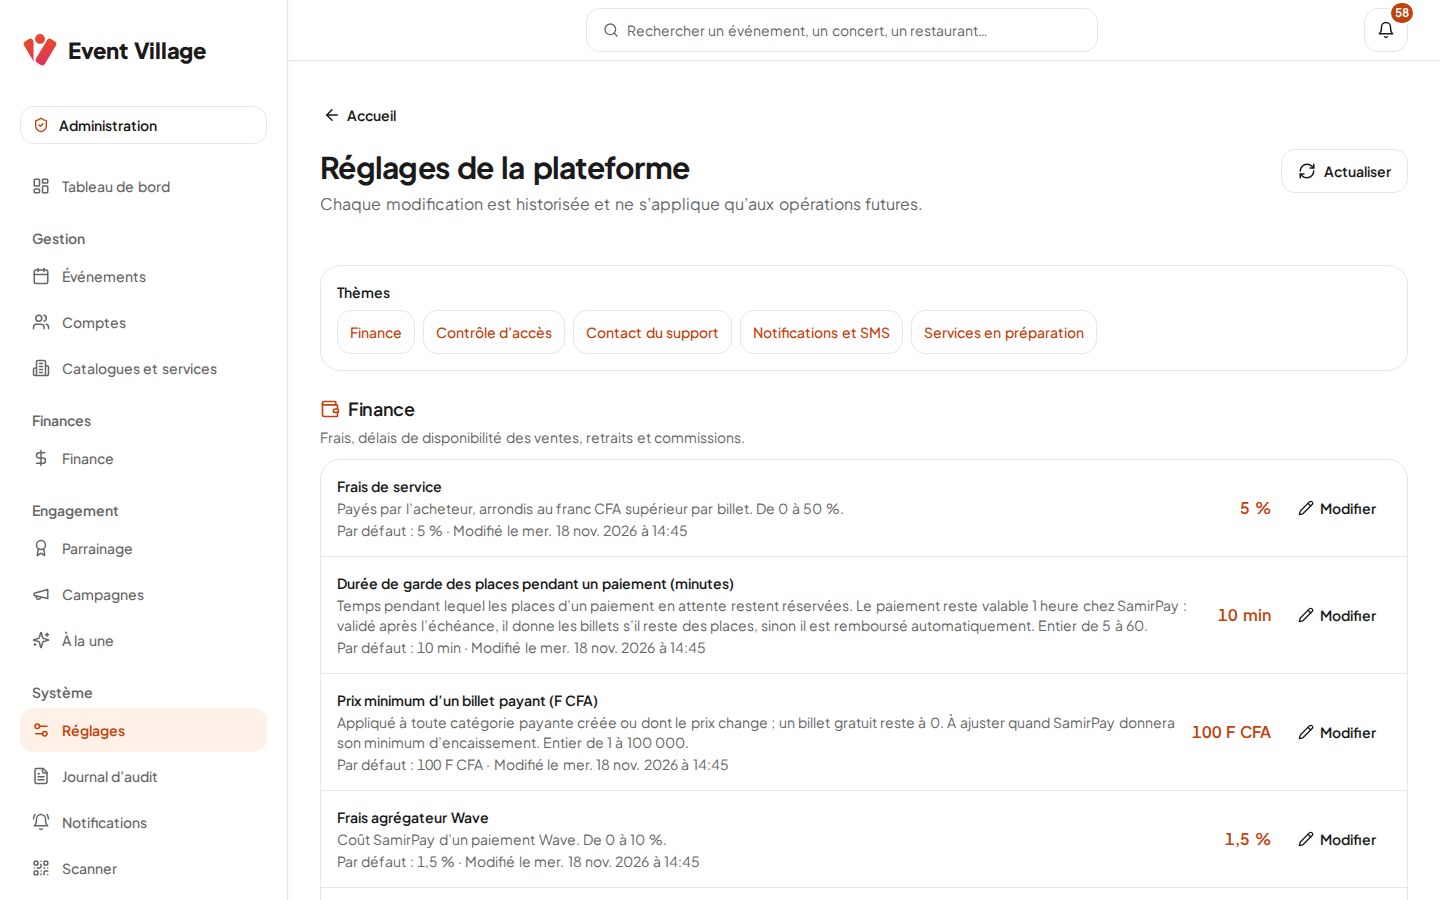 Event Village
Rechercher un événement, un concert, un restaurant…
58
Administration
Tableau de bord
Gestion
Événements
Comptes
Catalogues et services
Finances
Finance
Engagement
Parrainage
Campagnes
À la une
Système
Réglages
Journal d’audit
Notifications
Scanner
Accueil
Réglages de la plateforme
Chaque modification est historisée et ne s’applique qu’aux opérations futures.
Actualiser
Thèmes
Finance
Contrôle d’accès
Contact du support
Notifications et SMS
Services en préparation
Finance
Frais, délais de disponibilité des ventes, retraits et commissions.
Frais de service
Payés par l’acheteur, arrondis au franc CFA supérieur par billet. De 0 à 50 %.
Par défaut : 5 % · Modifié le mer. 18 nov. 2026 à 14:45
5 %
Modifier
Durée de garde des places pendant un paiement (minutes)
Temps pendant lequel les places d’un paiement en attente restent réservées. Le paiement reste valable 1 heure chez SamirPay :
validé après l’échéance, il donne les billets s’il reste des places, sinon il est remboursé automatiquement. Entier de 5 à 60.
Par défaut : 10 min · Modifié le mer. 18 nov. 2026 à 14:45
10 min
Modifier
Prix minimum d’un billet payant (F CFA)
Appliqué à toute catégorie payante créée ou dont le prix change ; un billet gratuit reste à 0. À ajuster quand SamirPay donnera
son minimum d’encaissement. Entier de 1 à 100 000.
Par défaut : 100 F CFA · Modifié le mer. 18 nov. 2026 à 14:45
100 F CFA
Modifier
Frais agrégateur Wave
Coût SamirPay d’un paiement Wave. De 0 à 10 %.
Par défaut : 1,5 % · Modifié le mer. 18 nov. 2026 à 14:45
1,5 %
Modifier